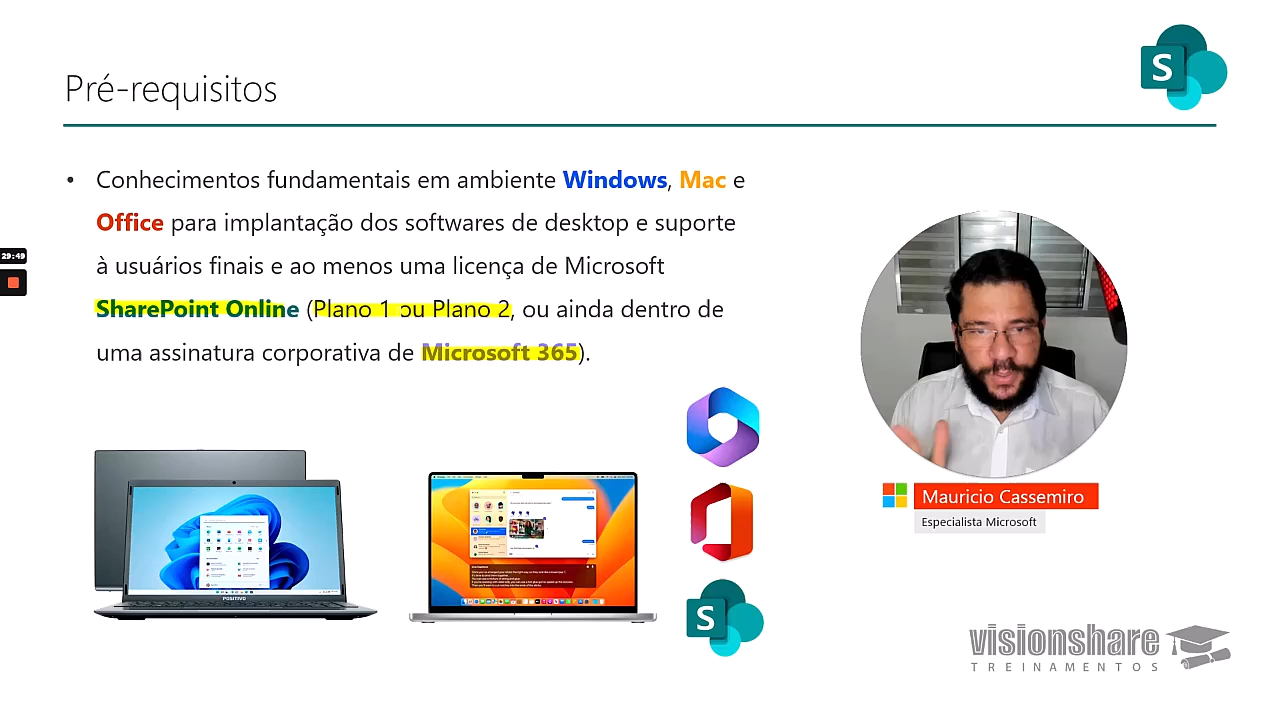 S
Pré-requisitos
• Conhecimentos fundamentais em ambiente Windows, Mac e
Office para implantação dos softwares de desktop e suporte
à usuários finais e ao menos uma licença de Microsoft
SharePoint Online (Plano 1 ou Plano 2, ou ainda dentro de
uma assinatura corporativa de Microsoft 365).
29:49
Mauricio Cassemiro
Especialista Microsoft
POSITIVO
S
visionshare
TREINAMENTOS